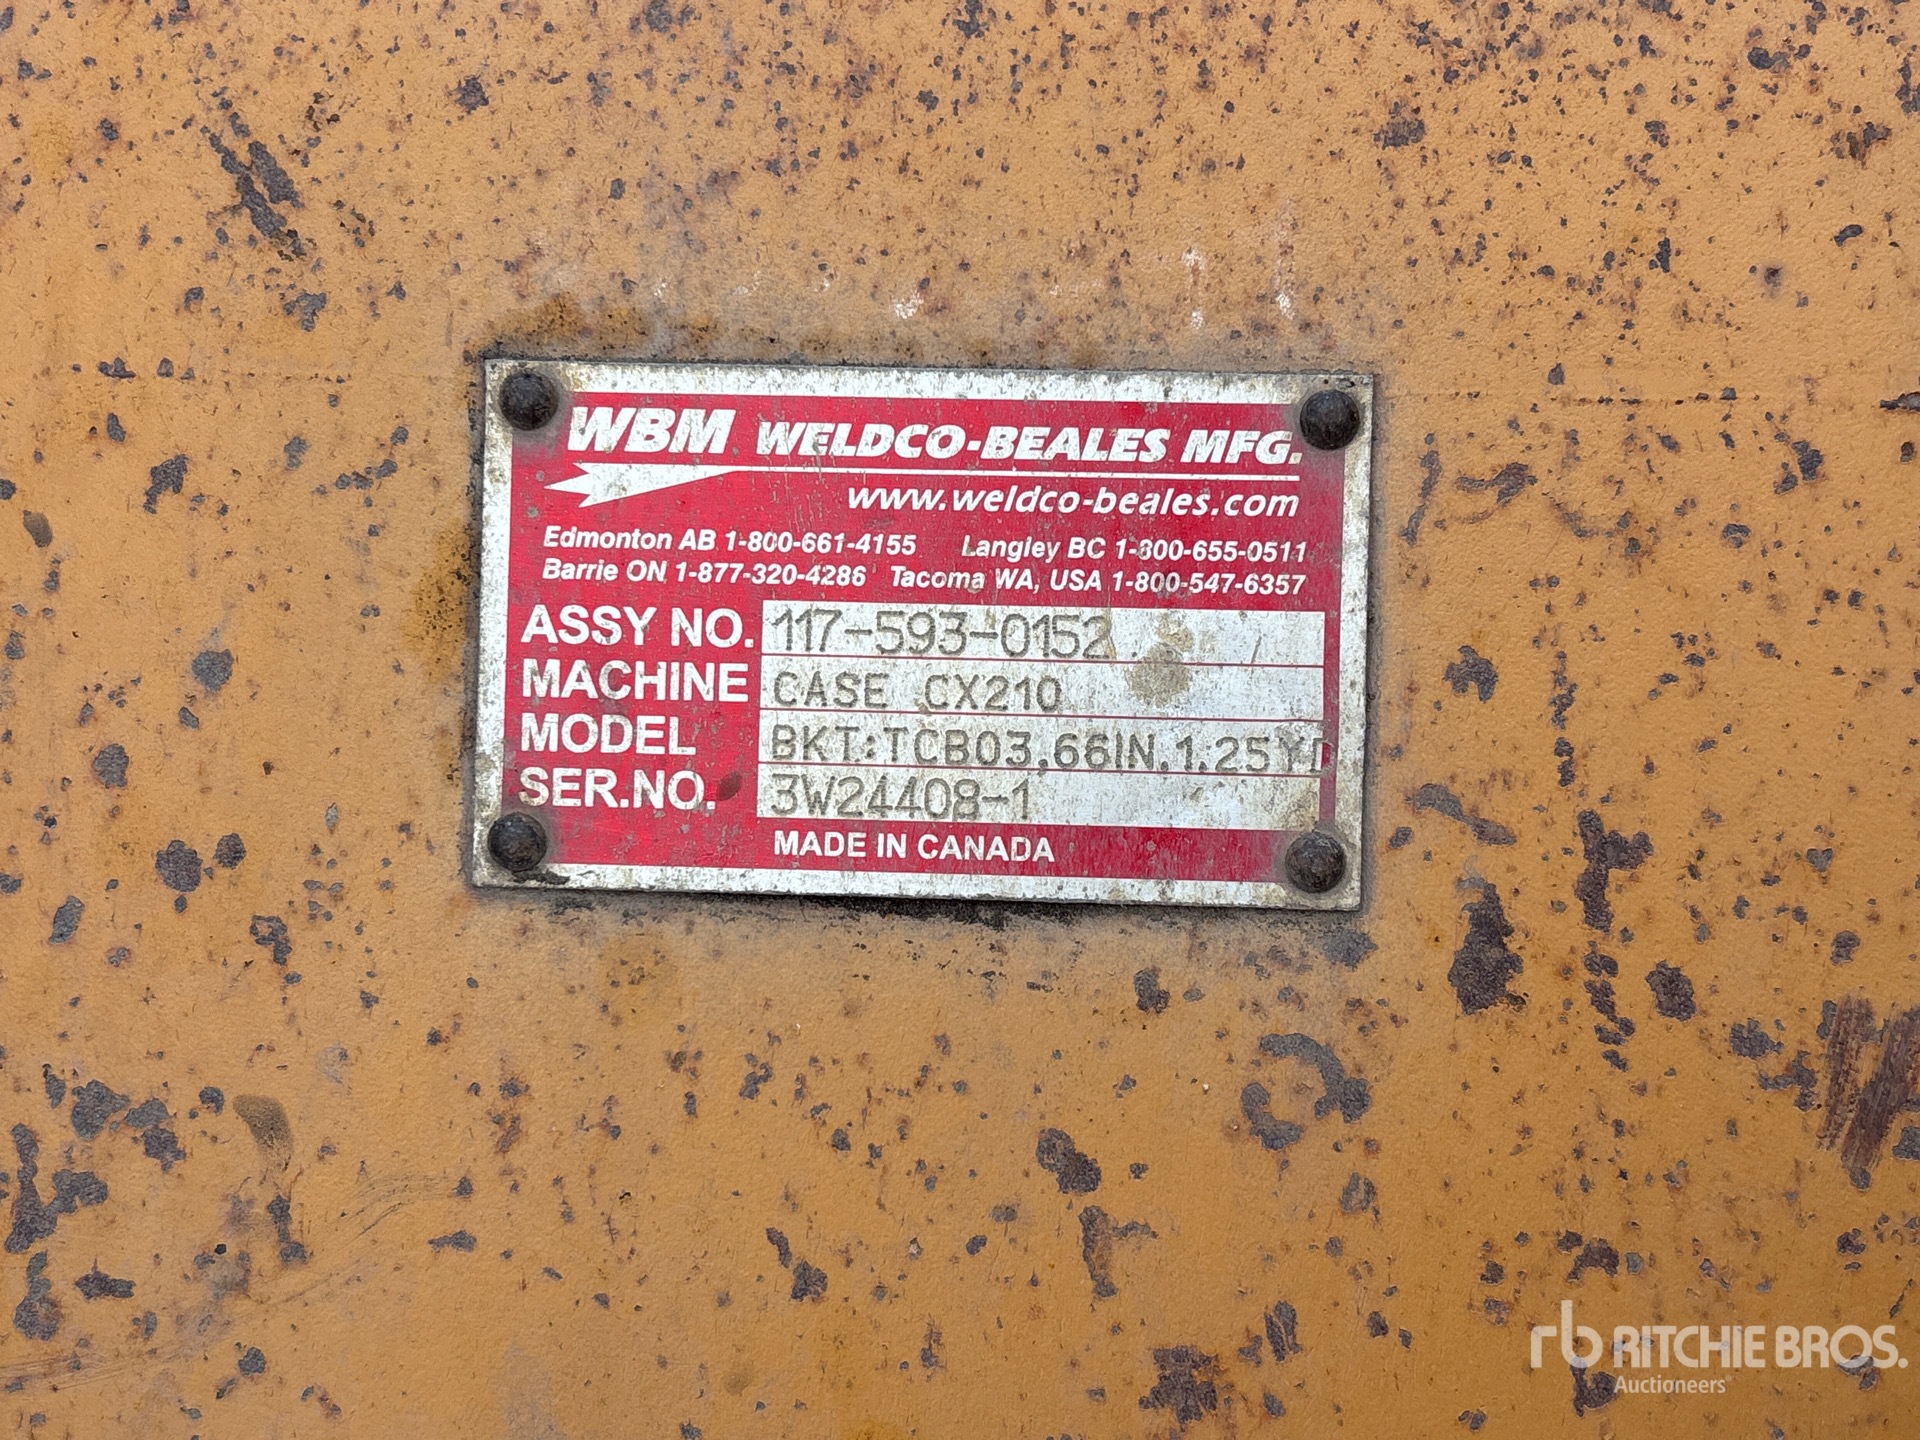 WBM WELDCO-BEALES MFG.
www.weldco-beales.com
Edmonton AB 1-800-661-4155 Langley BC 1-800-655-0511
Barrie ON 1-877-320-4286 Tacoma WA, USA 1-800-547-6357
ASSY NO. 117-593-0152
MACHINE CASE CX210
MODEL BKT:TCB03,66IN,1.25YD
SER.NO. 3W24408-1
MADE IN CANADA
rb RITCHIE BROS.
Auctioneers